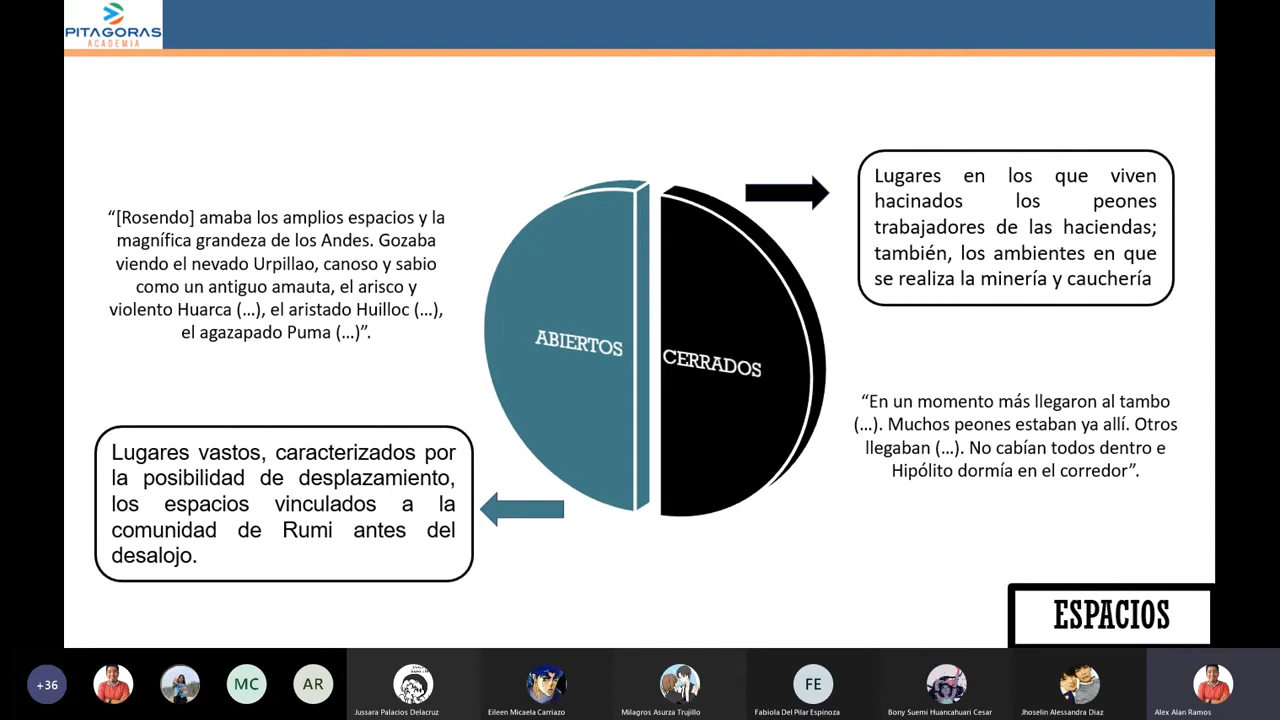 PITAGORAS
ACADEMIA
“[Rosendo] amaba los amplios espacios y la
magnífica grandeza de los Andes. Gozaba
viendo el nevado Urpillao, canoso y sabio
como un antiguo amauta, el arisco y
violento Huarca (…), el aristado Huilloc (…),
el agazapado Puma (…)”.
Lugares vastos, caracterizados por
la posibilidad de desplazamiento,
los espacios vinculados a la
comunidad de Rumi antes del
desalojo.
ABIERTOS
CERRADOS
Lugares en los que viven
hacinados los peones
trabajadores de las haciendas;
también, los ambientes en que
se realiza la minería y cauchería
“En un momento más llegaron al tambo
(…). Muchos peones estaban ya allí. Otros
llegaban (…). No cabían todos dentro e
Hipólito dormía en el corredor”.
ESPACIOS
+36
MC
AR
FE
Jussara Palacios Delacruz
Eileen Micaela Carriazo
Milagros Asurza Trujillo
Fabiola Del Pilar Espinoza
Bony Suemi Huancahuari Cesar
Jhoselin Alessandra Diaz
Alex Alan Ramos